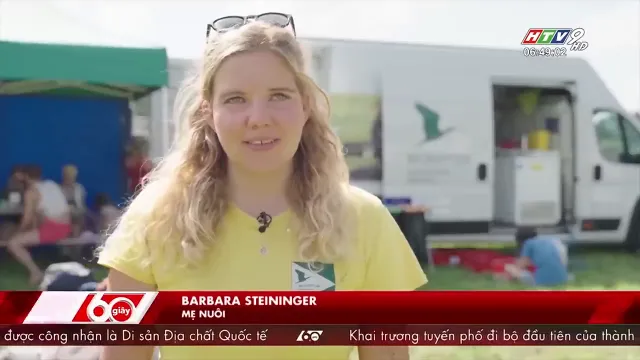 HTV9 HD
06:49:02
60 giây
BARBARA STEININGER
MẸ NUÔI
được công nhận là Di sản Địa chất Quốc tế 60 Khai trương tuyến phố đi bộ đầu tiên của thành